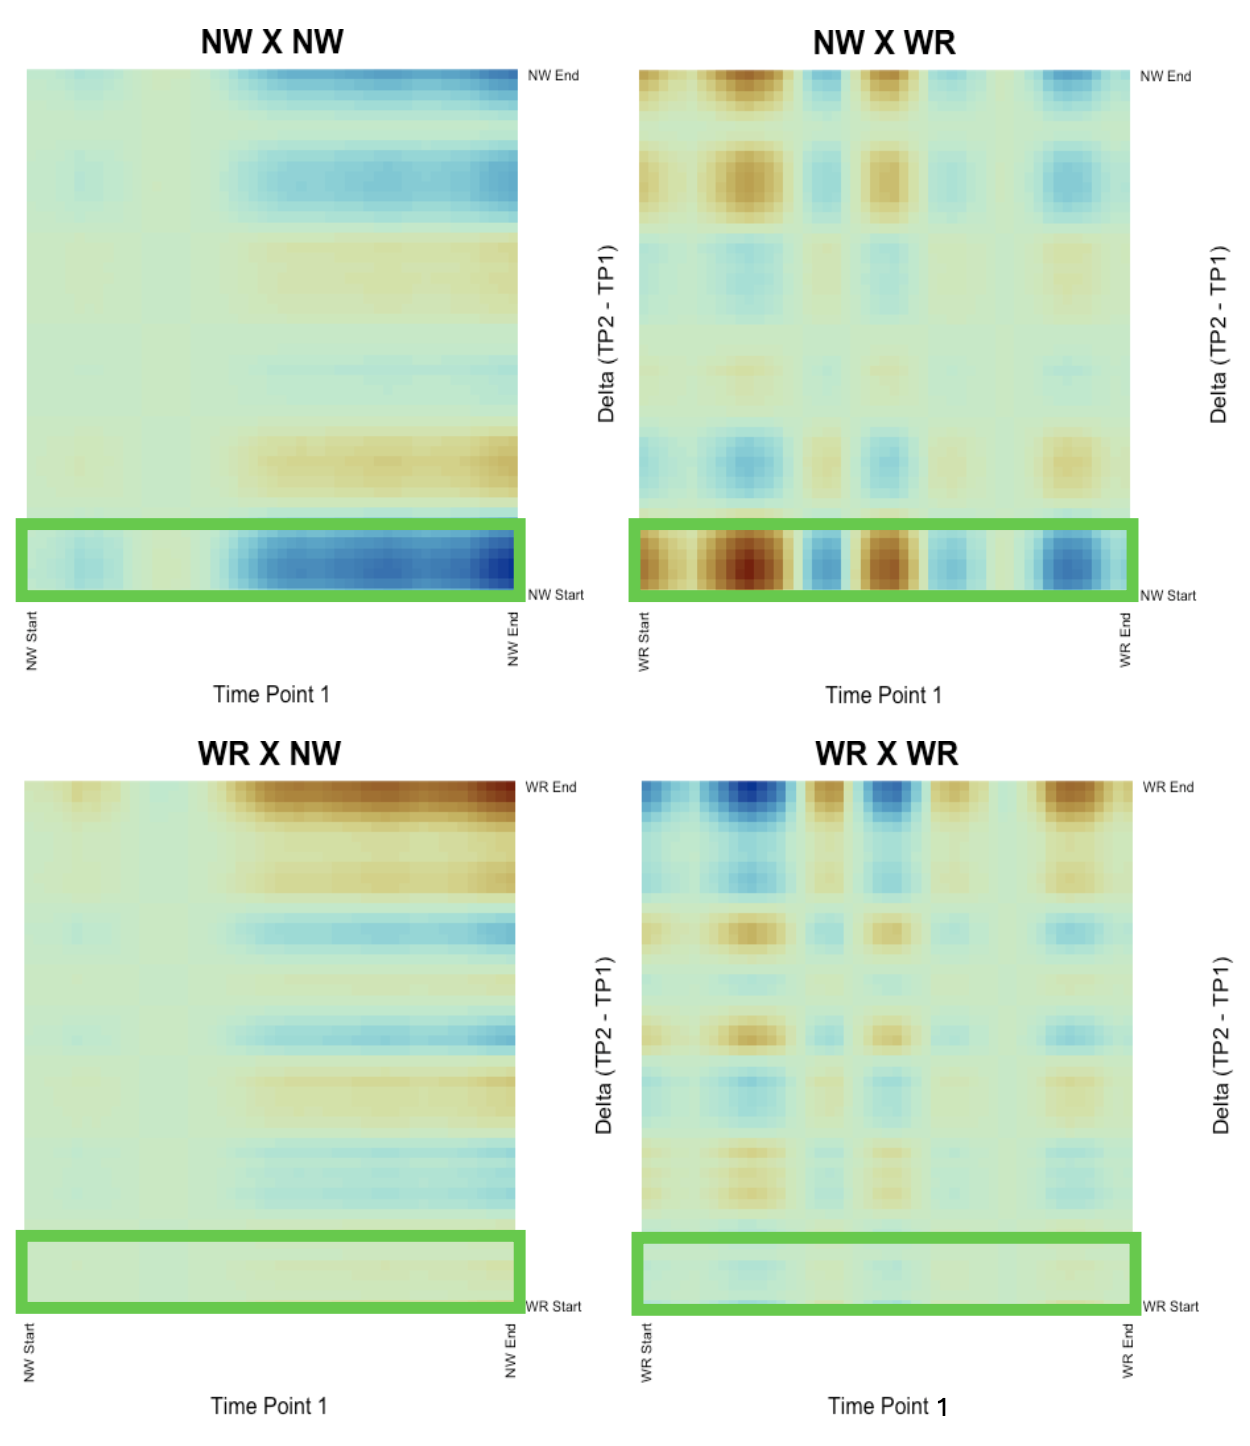 NW X NW
NW X WR
NW End
NW End
Delta (TP2 - TP1)
Delta (TP2 - TP1)
NW Start
NW Start
NW Start
NW End
WR Start
WR End
Time Point 1
Time Point 1
WR X NW
WR X WR
WR End
WR End
Delta (TP2 - TP1)
Delta (TP2 - TP1)
WR Start
WR Start
NW Start
NW End
WR Start
WR End
Time Point 1
Time Point 1